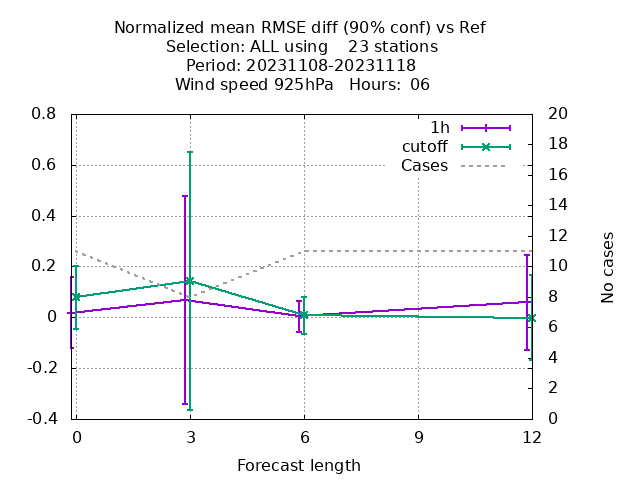 Normalized mean RMSE diff (90% conf) vs Ref
Selection: ALL using    23 stations
Period: 20231108-20231118
Wind speed 925hPa   Hours:  06
0.8
0.6
0.4
0.2
0
-0.2
-0.4
20
18
16
14
12
10
8
6
4
2
0
1h
cutoff
Cases
No cases
0
3
6
9
12
Forecast length